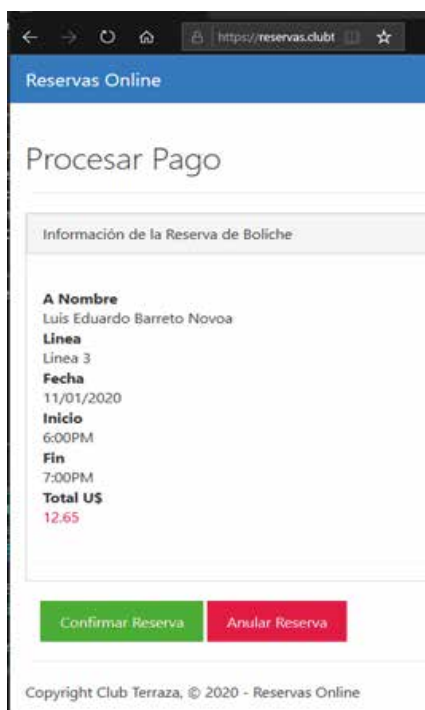 https://reservas.clubt
Reservas Online
Procesar Pago
Información de la Reserva de Boliche
A Nombre
Luis Eduardo Barreto Novoa
Linea
Linea 3
Fecha
11/01/2020
Inicio
6:00PM
Fin
7:00PM
Total U$
12.65
Confirmar Reserva Anular Reserva
Copyright Club Terraza, © 2020 - Reservas Online